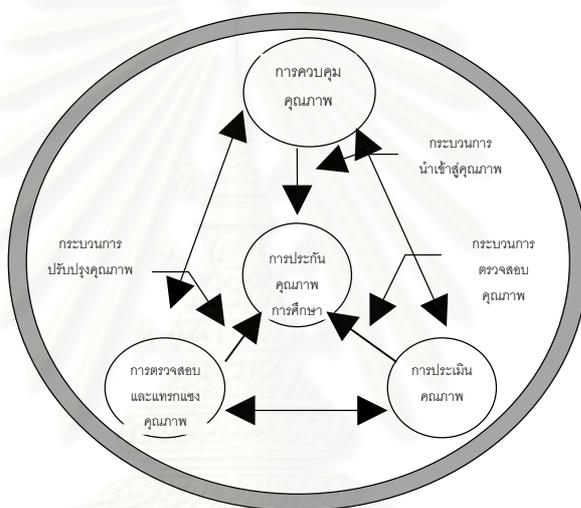 การควบคุม
คุณภาพ
กระบวนการ
นำเข้าสู่คุณภาพ
กระบวนการ
ปรับปรุงคุณภาพ
การประกัน
คุณภาพ
การศึกษา
กระบวนการ
ตรวจสอบ
คุณภาพ
การตรวจสอบ
และแทรกแซง
คุณภาพ
การประเมิน
คุณภาพ